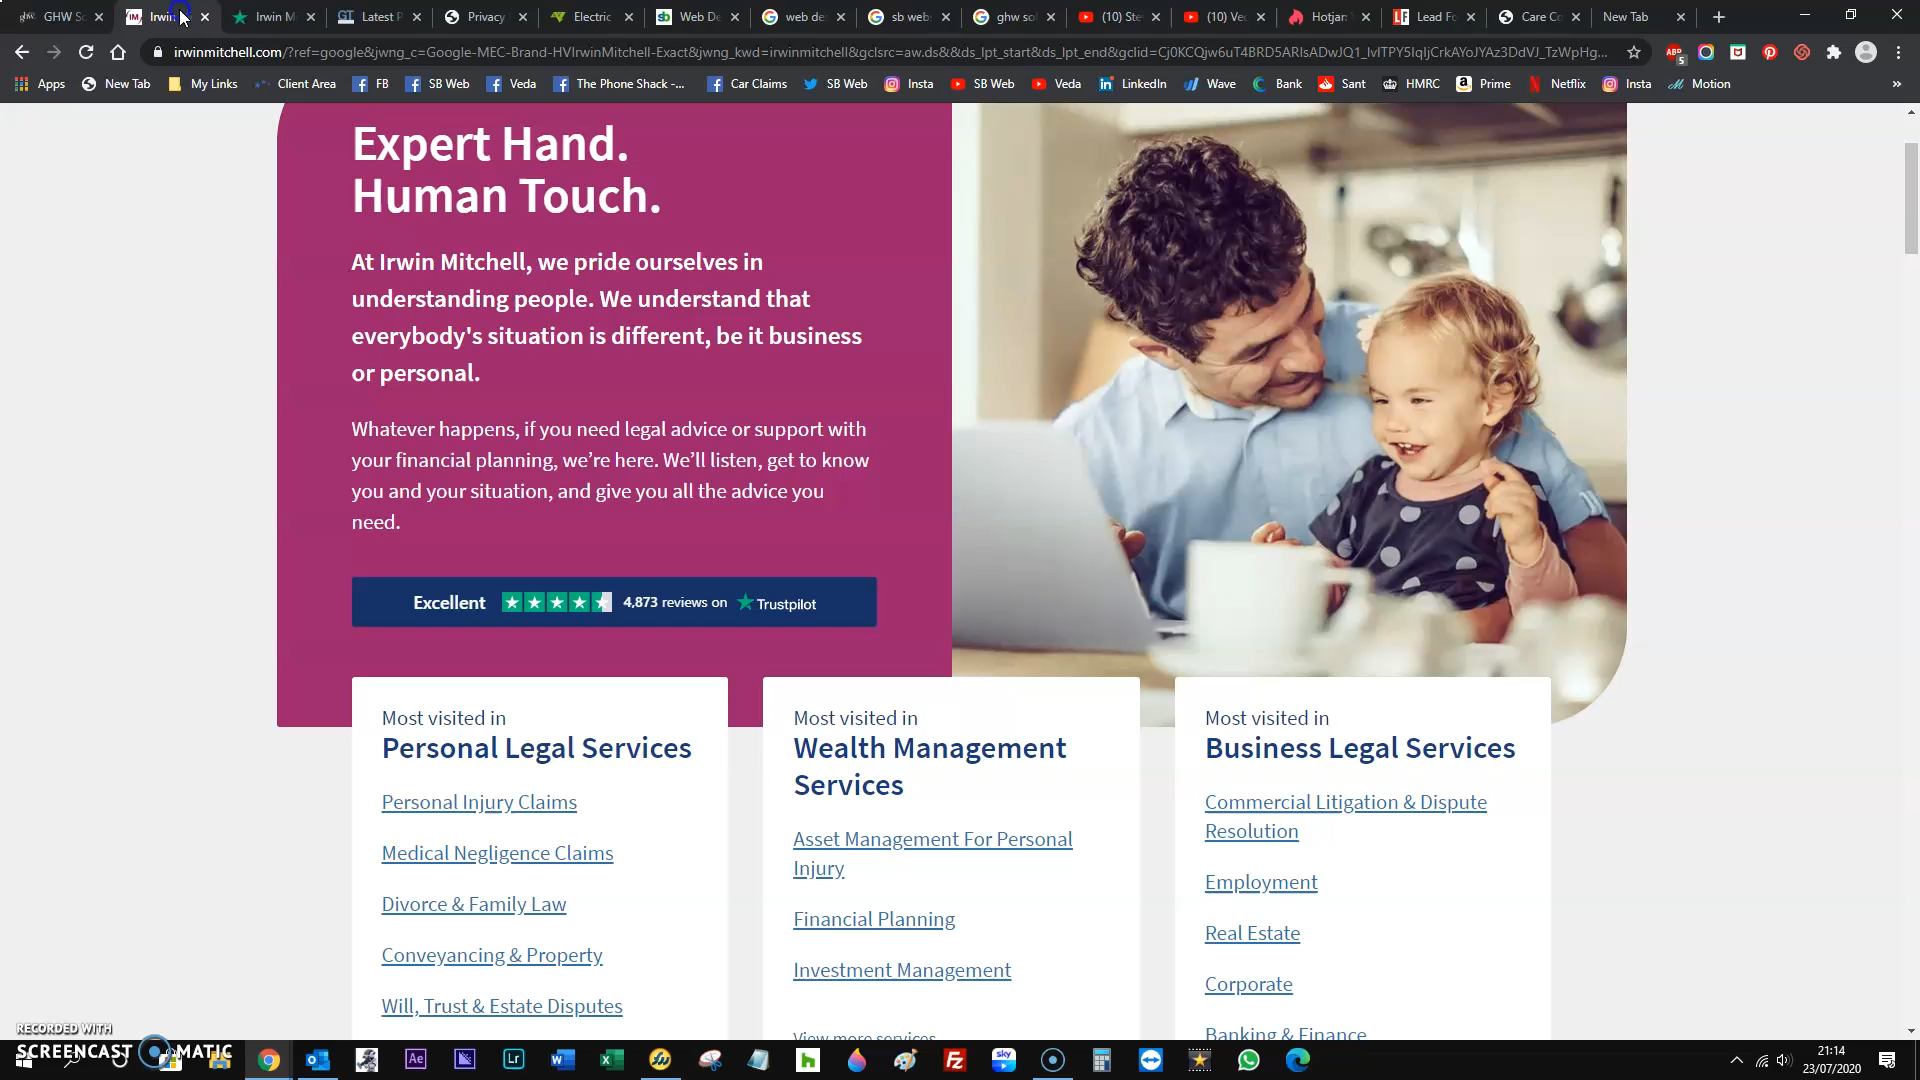 GHW So
Irwin
Irwin M
Latest P
Privacy
Electric
Web De
web de
sb web
ghw so
(10) Ste
(10) Vec
Hotjar:
Lead Fo
Care Co
New Tab
irwinmitchell.com/?ref=google&jwng_c=Google-MEC-Brand-HVIrwinMitchell-Exact&jwng_kwd=irwinmitchell&gclsrc=aw.ds&&ds_lpt_start&ds_lpt_end&gclid=
Apps
New Tab
My Links
Client Area
FB
SB Web
Veda
The Phone Shack -...
Car Claims
SB Web
Insta
SB Web
Veda
LinkedIn
Wave
Bank
Sant
HMRC
Prime
Netflix
Insta
Motion
Expert Hand.
Human Touch.
At Irwin Mitchell, we pride ourselves in
understanding people. We understand that
everybody's situation is different, be it business
or personal.
Whatever happens, if you need legal advice or support with
your financial planning, we’re here. We’ll listen, get to know
you and your situation, and give you all the advice you
need.
Excellent 4,873 reviews on Trustpilot
Most visited in
Personal Legal Services
Personal Injury Claims
Medical Negligence Claims
Divorce & Family Law
Conveyancing & Property
Will, Trust & Estate Disputes
Most visited in
Wealth Management
Services
Asset Management For Personal
Injury
Financial Planning
Investment Management
View more services
Most visited in
Business Legal Services
Commercial Litigation & Dispute
Resolution
Employment
Real Estate
Corporate
Banking & Finance
RECORDED WITH
SCREENCAST MATIC
21:14
23/07/2020